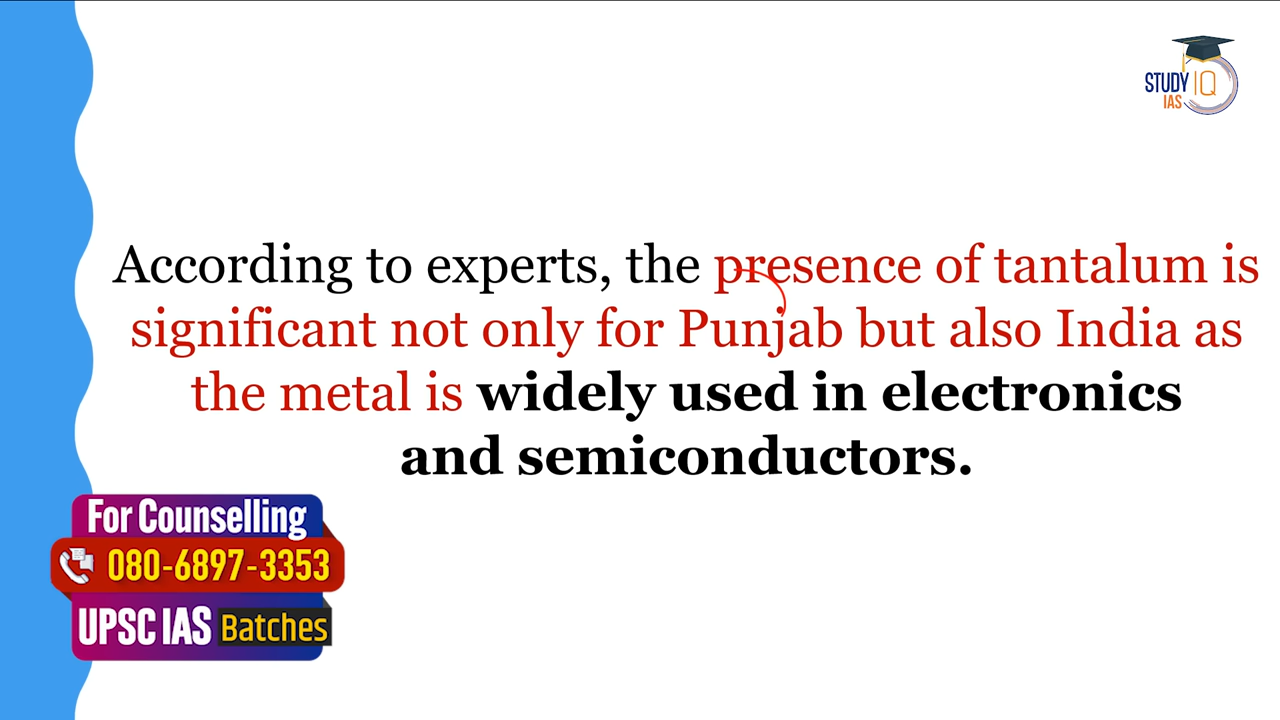 STUDY IQ
IAS
According to experts, the presence of tantalum is
significant not only for Punjab but also India as
the metal is widely used in electronics
and semiconductors.
For Counselling
080-6897-3353
UPSC IAS Batches